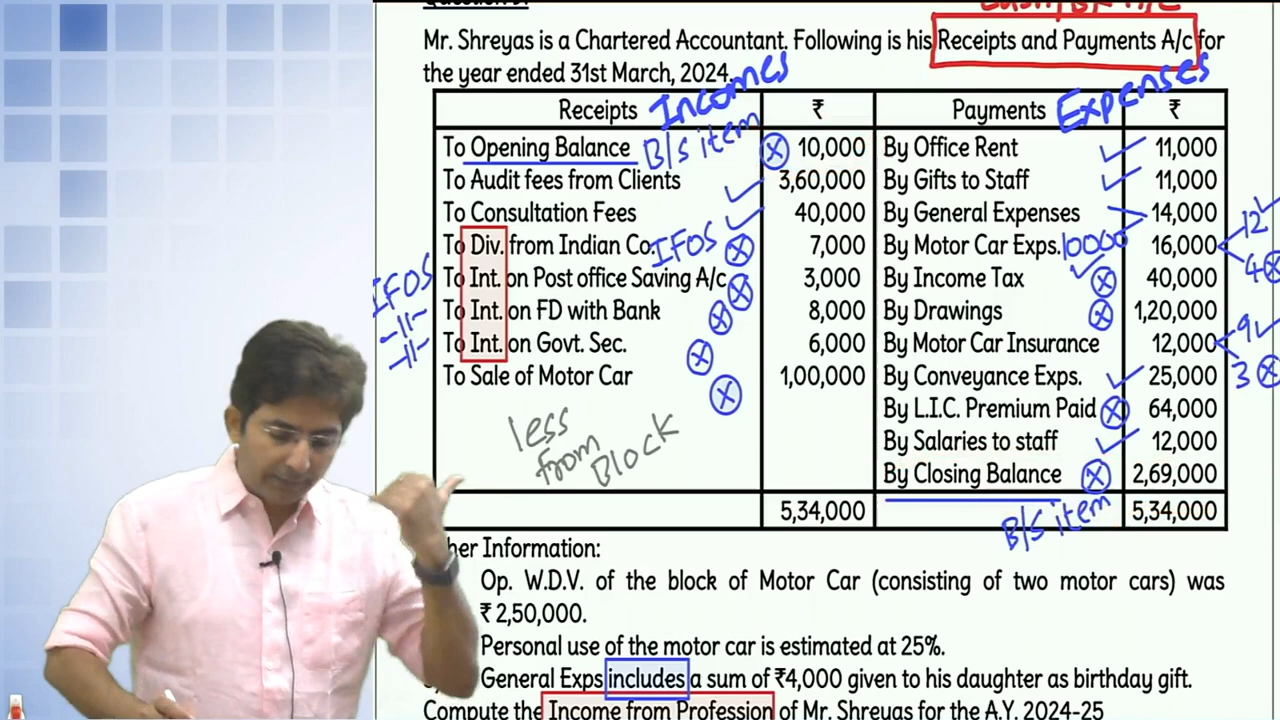 Mr. Shreyas is a Chartered Accountant. Following is his Receipts and Payments A/c for
the year ended 31st March, 2024.
Receipts Incomes ₹ Payments Expenses ₹
To Opening Balance B/s item 10,000 By Office Rent 11,000
To Audit fees from Clients 3,60,000 By Gifts to Staff 11,000
To Consultation Fees 40,000 By General Expenses 14,000 12
To Div. from Indian Co. IFOS 7,000 By Motor Car Exps. 10000 16,000
IFOS To Int. on Post office Saving A/c 3,000 By Income Tax 40,000 4
-11- To Int. on FD with Bank 8,000 By Drawings 1,20,000
-11- To Int. on Govt. Sec. 6,000 By Motor Car Insurance 12,000 9
To Sale of Motor Car 1,00,000 By Conveyance Exps. 25,000 3
less from Block By L.I.C. Premium Paid 64,000
By Salaries to staff 12,000
By Closing Balance 2,69,000
5,34,000 B/s item 5,34,000
her Information:
Op. W.D.V. of the block of Motor Car (consisting of two motor cars) was
₹ 2,50,000.
Personal use of the motor car is estimated at 25%.
General Exps includes a sum of ₹4,000 given to his daughter as birthday gift.
Compute the Income from Profession of Mr. Shreyas for the A.Y. 2024-25